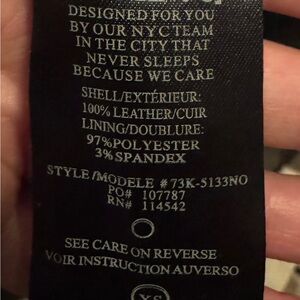 DESIGNED FOR YOU
BY OUR NYC TEAM
IN THE CITY THAT
NEVER SLEEPS
BECAUSE WE CARE
SHELL/EXTÉRIEUR:
100% LEATHER/CUIR
LINING/DOUBLURE:
97%POLYESTER
3%SPANDEX
STYLE/MODELE #73K-5133NO
PO# 107787
RN# 114542
SEE CARE ON REVERSE
VOIR INSTRUCTION AUVERSO
XS